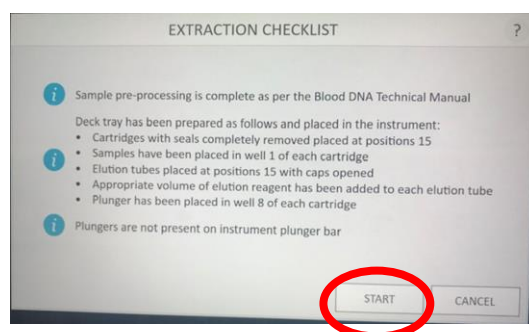 EXTRACTION CHECKLIST
?
i Sample pre-processing is complete as per the Blood DNA Technical Manual
Deck tray has been prepared as follows and placed in the instrument:
• Cartridges with seals completely removed placed at positions 15
i • Samples have been placed in well 1 of each cartridge
• Elution tubes placed at positions 15 with caps opened
• Appropriate volume of elution reagent has been added to each elution tube
• Plunger has been placed in well 8 of each cartridge
i Plungers are not present on instrument plunger bar
START
CANCEL